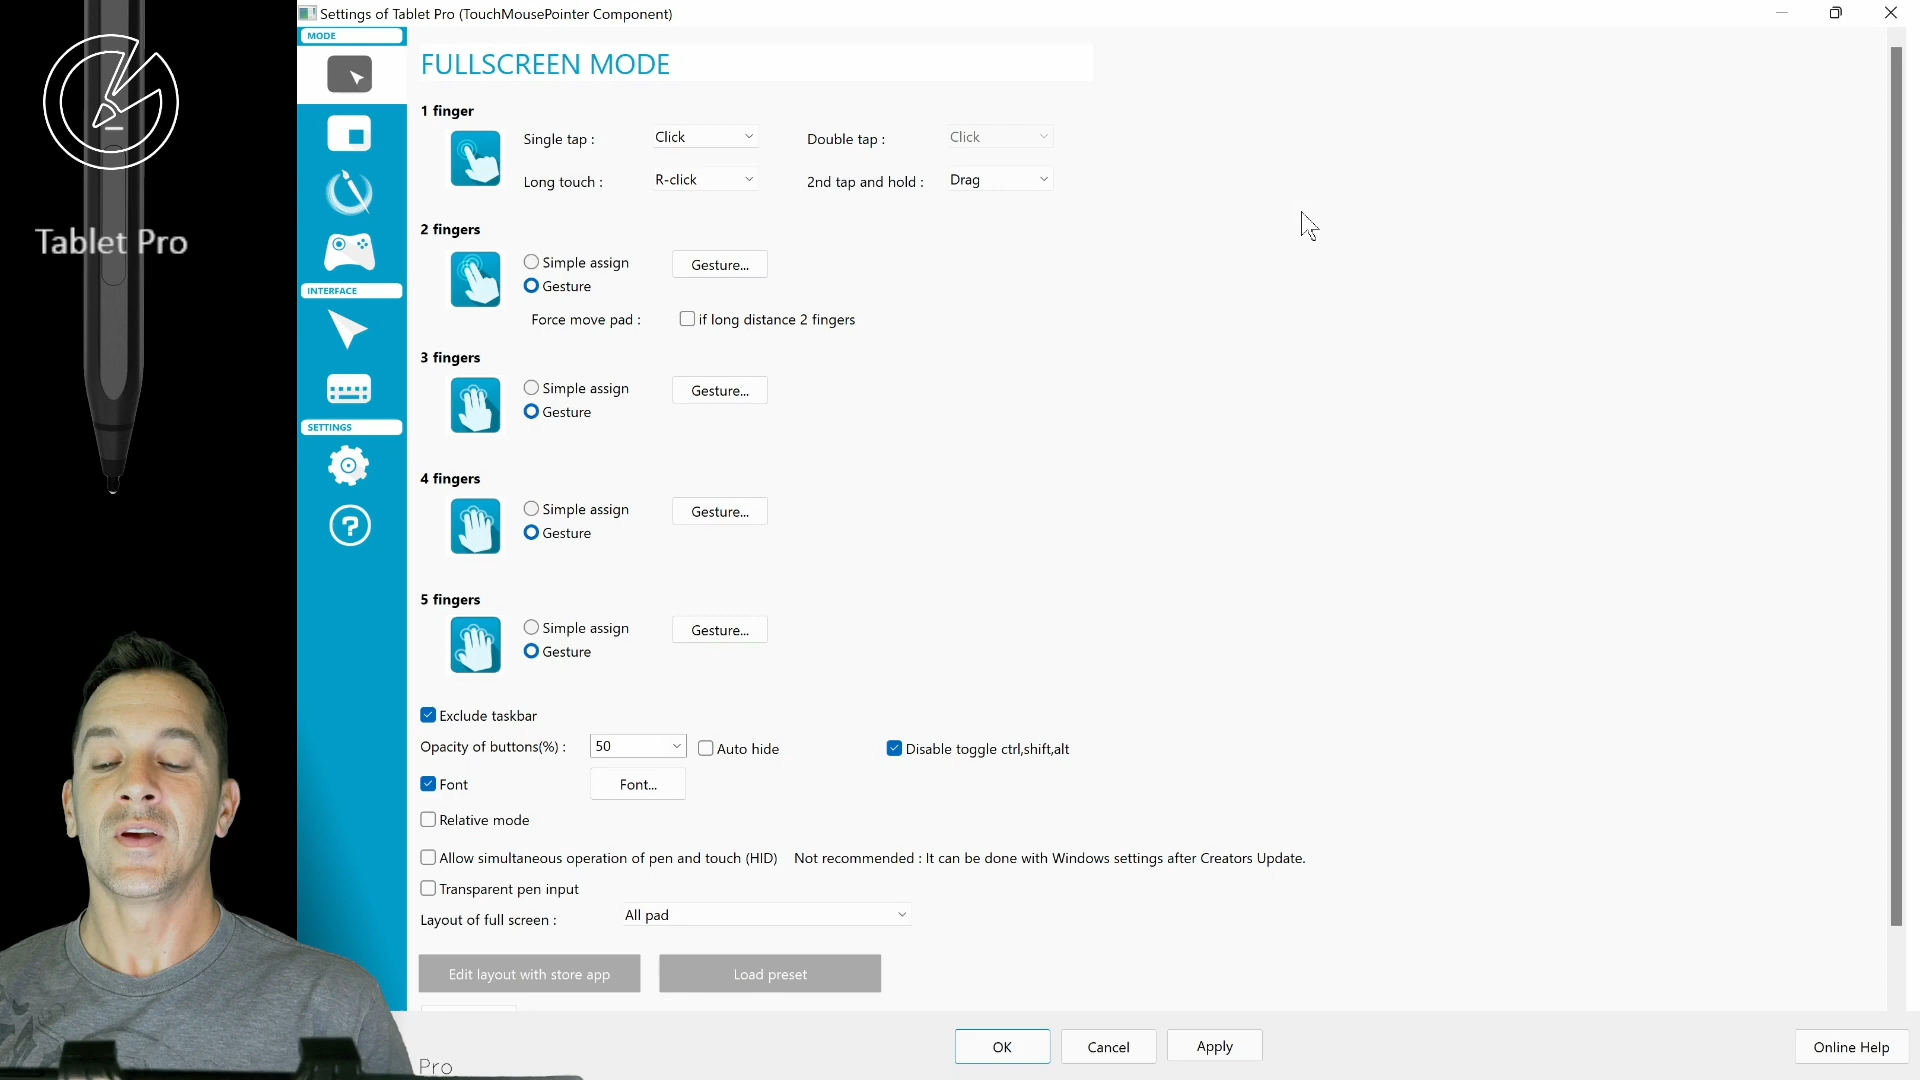 Settings of Tablet Pro (TouchMousePointer Component)
MODE
FULLSCREEN MODE
1 finger
Single tap : Click Double tap : Click
Long touch : R-click 2nd tap and hold : Drag
Tablet Pro
2 fingers
Simple assign Gesture...
Gesture
INTERFACE
Force move pad : if long distance 2 fingers
3 fingers
Simple assign Gesture...
Gesture
SETTINGS
4 fingers
Simple assign Gesture...
Gesture
?
5 fingers
Simple assign Gesture...
Gesture
Exclude taskbar
Opacity of buttons(%) : 50 Auto hide Disable toggle ctrl,shift,alt
Font Font...
Relative mode
Allow simultaneous operation of pen and touch (HID) Not recommended : It can be done with Windows settings after Creators Update.
Transparent pen input
Layout of full screen : All pad
Edit layout with store app Load preset
OK Cancel Apply Online Help
Pro